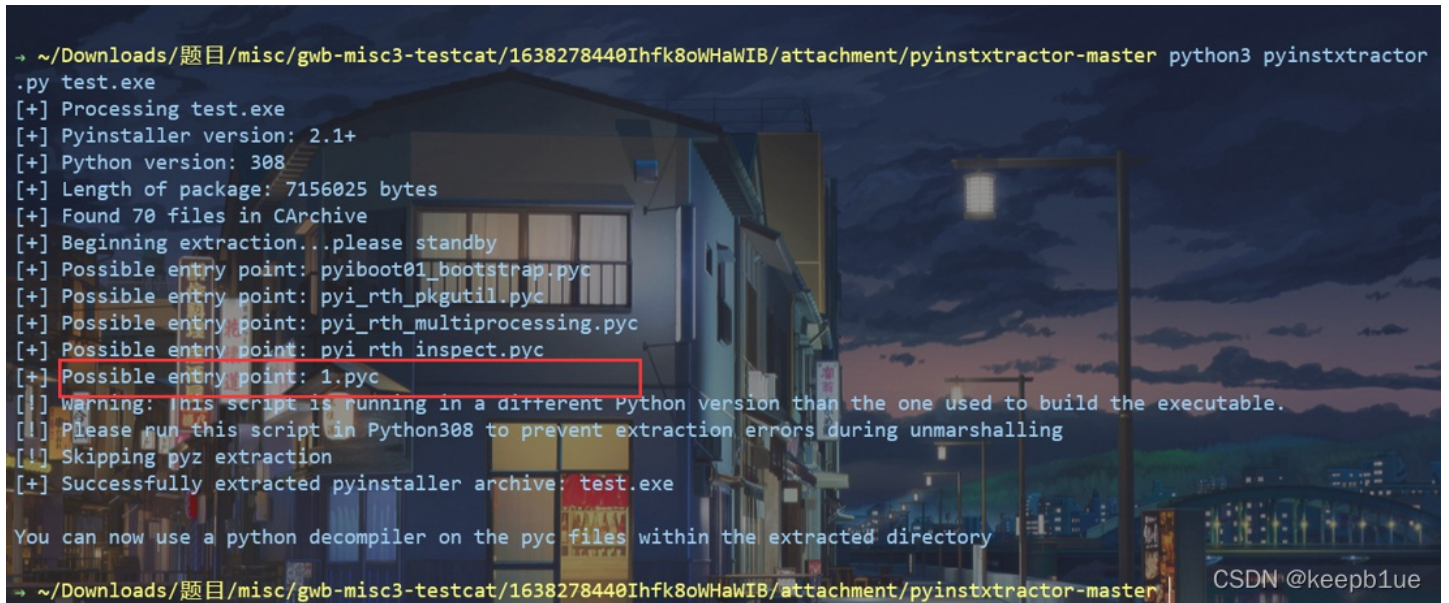 → ~/Downloads/题目/misc/gwb-misc3-testcat/1638278440Ihfk8oWHaWIB/attachment/pyinstxtractor-master python3 pyinstxtractor
.py test.exe
[+] Processing test.exe
[+] Pyinstaller version: 2.1+
[+] Python version: 308
[+] Length of package: 7156025 bytes
[+] Found 70 files in CArchive
[+] Beginning extraction...please standby
[+] Possible entry point: pyiboot01_bootstrap.pyc
[+] Possible entry point: pyi_rth_pkgutil.pyc
[+] Possible entry point: pyi_rth_multiprocessing.pyc
[+] Possible entry point: pyi_rth_inspect.pyc
[+] Possible entry point: 1.pyc
[!] Warning: This script is running in a different Python version than the one used to build the executable.
[!] Please run this script in Python308 to prevent extraction errors during unmarshalling
[!] Skipping pyz extraction
[+] Successfully extracted pyinstaller archive: test.exe
You can now use a python decompiler on the pyc files within the extracted directory
→ ~/Downloads/题目/misc/gwb-misc3-testcat/1638278440Ihfk8oWHaWIB/attachment/pyinstxtractor-master
CSDN @keepb1ue